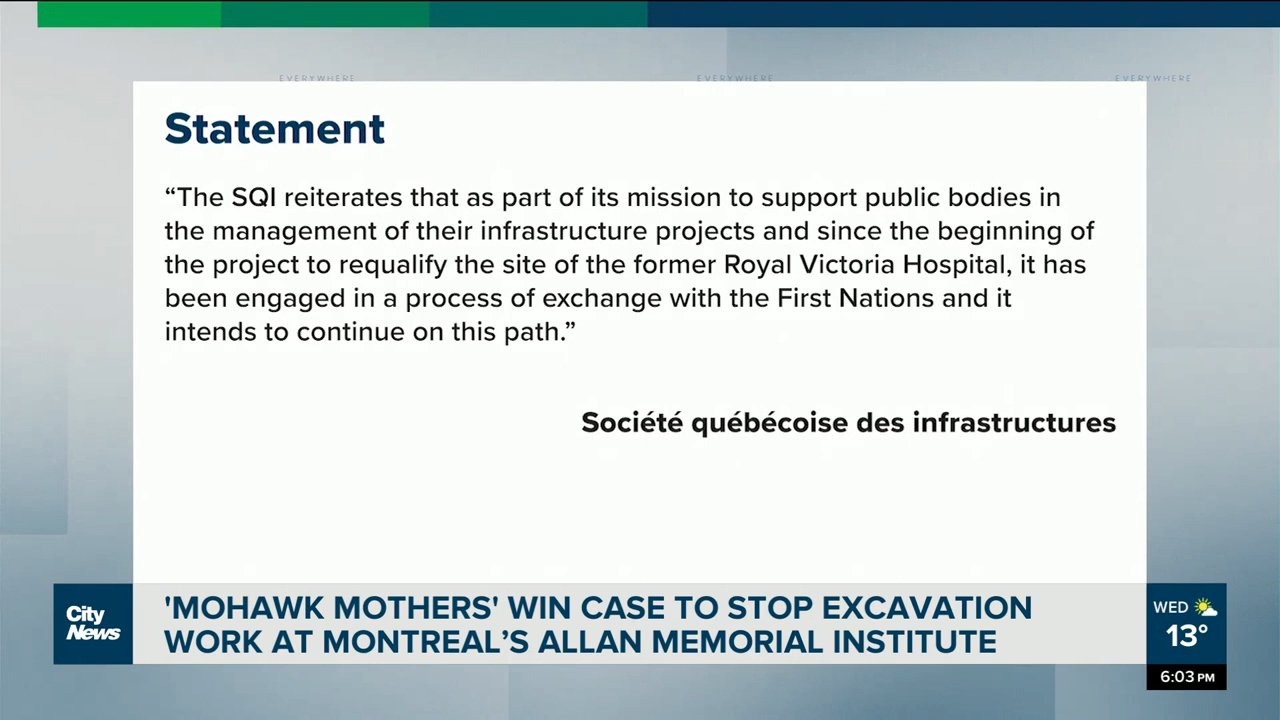 EVERYWHERE EVERYWHERE EVERYWHERE
Statement
“The SQI reiterates that as part of its mission to support public bodies in
the management of their infrastructure projects and since the beginning of
the project to requalify the site of the former Royal Victoria Hospital, it has
been engaged in a process of exchange with the First Nations and it
intends to continue on this path.”
Société québécoise des infrastructures
City
News
'MOHAWK MOTHERS' WIN CASE TO STOP EXCAVATION
WORK AT MONTREAL’S ALLAN MEMORIAL INSTITUTE
WED
13°
6:03 PM